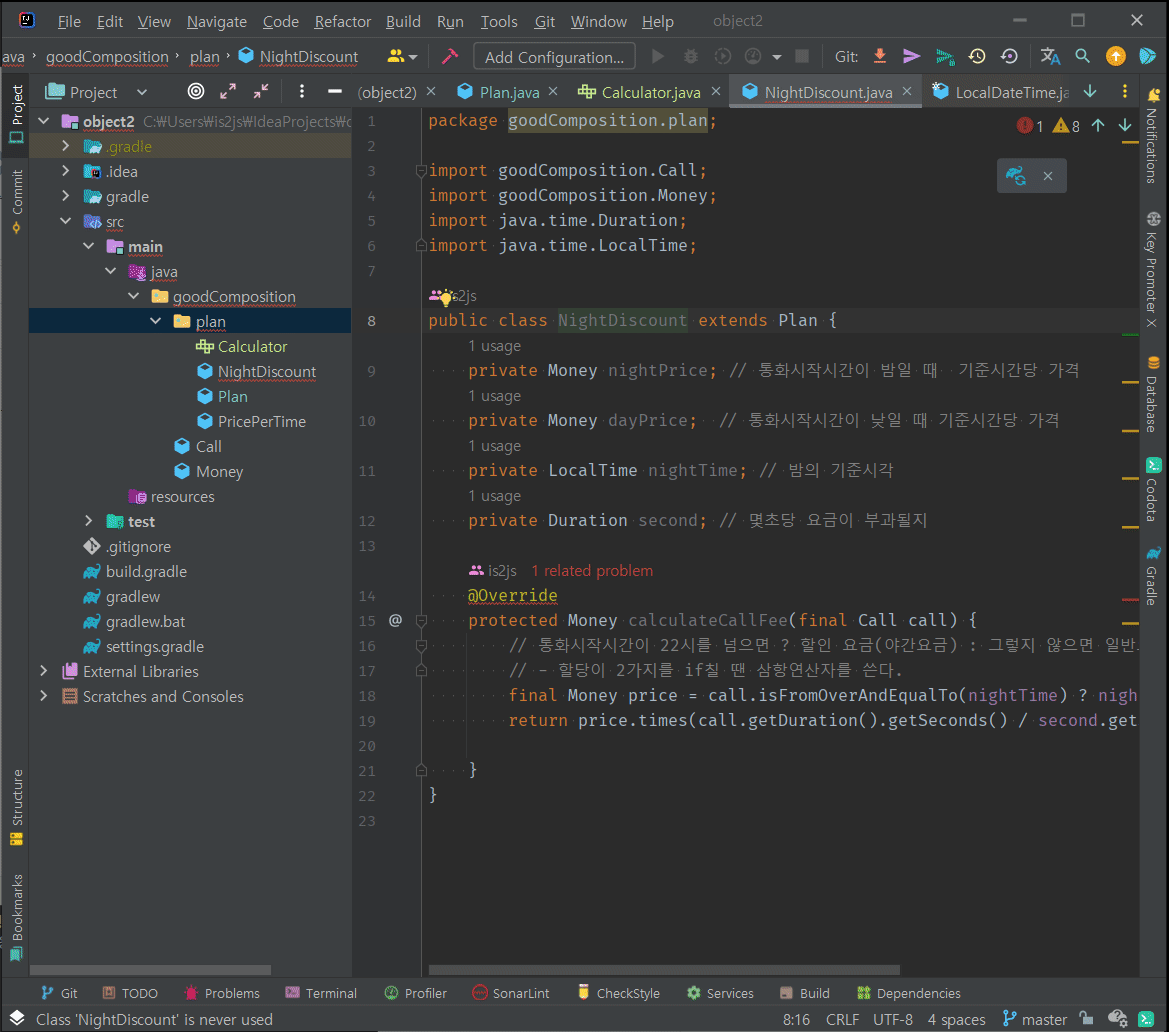 File Edit View Navigate Code Refactor Build Run Tools Git Window Help object2
ava goodComposition plan NightDiscount Add Configuration... Git:
Project (object2) Plan.java Calculator.java NightDiscount.java LocalDateTime.ja
Project
Commit
Structure
Bookmarks
object2 C:₩Users₩is2js₩IdeaProjects₩c
.gradle
.idea
gradle
src
main
java
goodComposition
plan
Calculator
NightDiscount
Plan
PricePerTime
Call
Money
resources
test
.gitignore
build.gradle
gradlew
gradlew.bat
settings.gradle
External Libraries
Scratches and Consoles
1 8
1 package goodComposition.plan;
2
3 import goodComposition.Call;
4 import goodComposition.Money;
5 import java.time.Duration;
6 import java.time.LocalTime;
7
is2js
8 public class NightDiscount extends Plan {
1 usage
9 private Money nightPrice; // 통화시작시간이 밤일 때  기준시간당 가격
1 usage
10 private Money dayPrice;  // 통화시작시간이 낮일 때 기준시간당 가격
1 usage
11 private LocalTime nightTime; // 밤의 기준시각
1 usage
12 private Duration second; // 몇초당 요금이 부과될지
13
is2js 1 related problem
14 @Override
15 @ protected Money calculateCallFee(final Call call) {
16 // 통화시작시간이 22시를 넘으면 ? 할인 요금(야간요금) : 그렇지 않으면 일반
17 // - 할당이 2가지를 if칠 땐 삼항연산자를 쓴다.
18 final Money price = call.isFromOverAndEqualTo(nightTime) ? nigh
19 return price.times(call.getDuration().getSeconds() / second.get
20
21 }
22 }
23
Notifications
Key Promoter X
Database
Codota
Gradle
Git TODO Problems Terminal Profiler SonarLint CheckStyle Services Build Dependencies
Class 'NightDiscount' is never used 8:16 CRLF UTF-8 4 spaces master